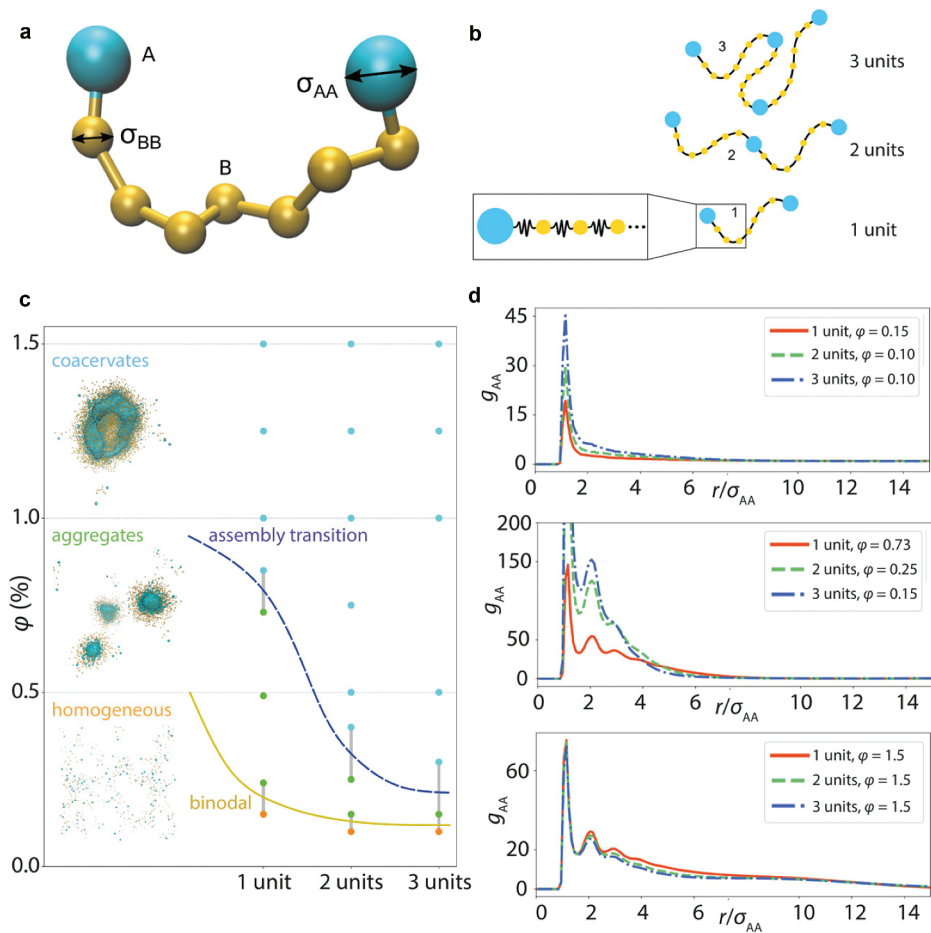 a
A
σAA
σBB
B
b
3
3 units
2
2 units
1
1 unit
c
φ (%)
1.5
1.0
0.5
0.0
coacervates
aggregates
assembly transition
homogeneous
binodal
1 unit 2 units 3 units
d
gAA
45
30
15
0
1 unit, φ = 0.15
2 units, φ = 0.10
3 units, φ = 0.10
0 2 4 6 10 12 14
r/σAA
gAA
200
150
50
0
1 unit, φ = 0.73
2 units, φ = 0.25
3 units, φ = 0.15
0 2 4 6 10 12 14
r/σAA
gAA
60
20
0
1 unit, φ = 1.5
2 units, φ = 1.5
3 units, φ = 1.5
0 2 4 6 10 12 14
r/σAA